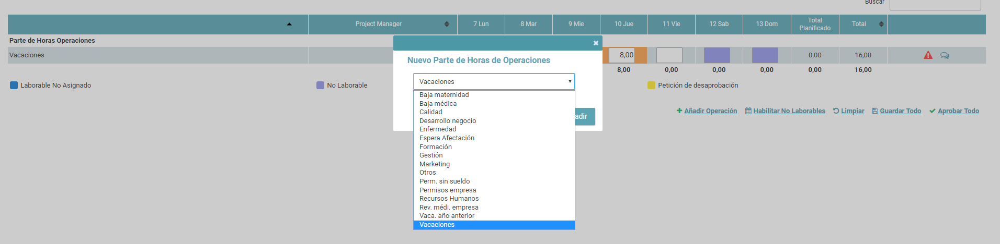 Buscar
Project Manager 7 Lun 8 Mar 9 Mie 10 Jue 11 Vie 12 Sab 13 Dom Total Planificado Total
Parte de Horas Operaciones
Vacaciones 8,00 0,00 16,00
8,00 0,00 0,00 0,00 0,00 16,00
Laborable No Asignado No Laborable Petición de desaprobación
Añadir Operación Habilitar No Laborables Limpiar Guardar Todo Aprobar Todo
×
Nuevo Parte de Horas de Operaciones
Vacaciones
Baja maternidad
Baja médica
Calidad
Desarrollo negocio
Enfermedad
Espera Afectación
Formación
Gestión
Marketing
Otros
Perm. sin sueldo
Permisos empresa
Recursos Humanos
Rev. médi. empresa
Vaca. año anterior
Vacaciones
adir